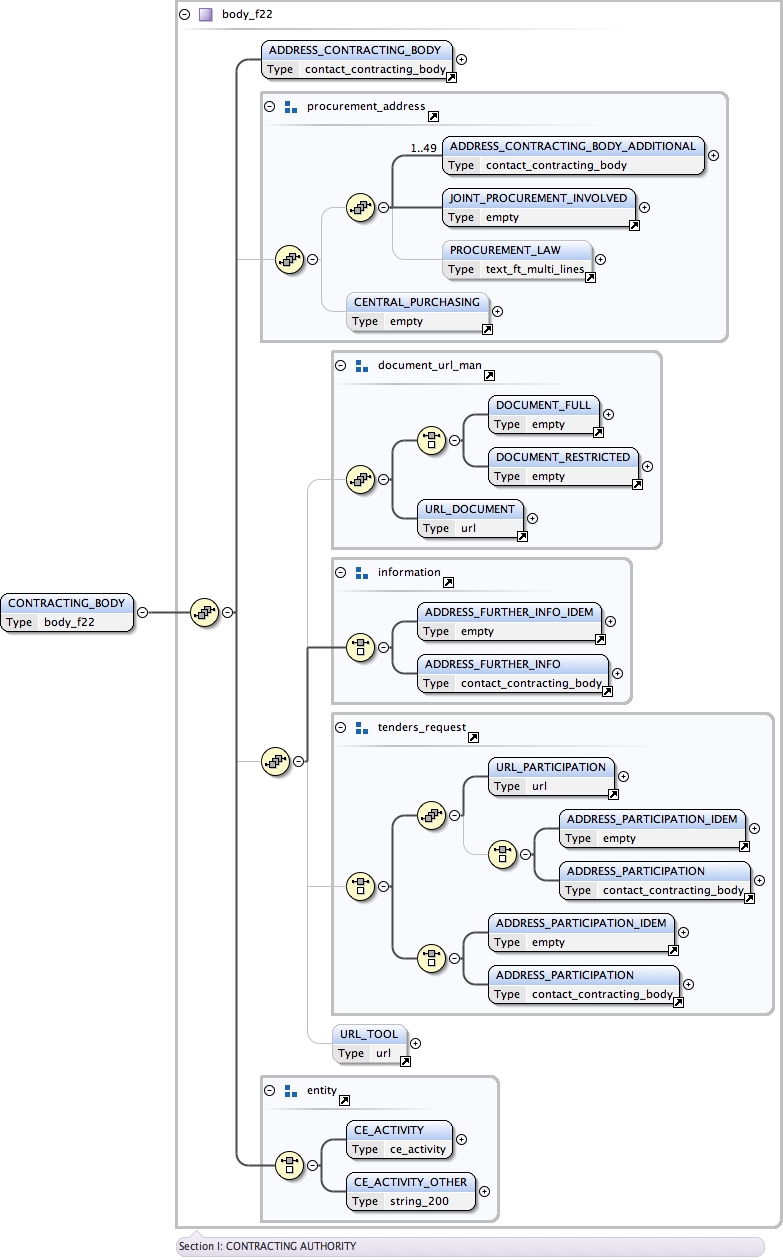 body_f22
ADDRESS_CONTRACTING_BODY
Type contact_contracting_body
procurement_address
1..49
ADDRESS_CONTRACTING_BODY_ADDITIONAL
Type contact_contracting_body
JOINT_PROCUREMENT_INVOLVED
Type empty
PROCUREMENT_LAW
Type text_ft_multi_lines
CENTRAL_PURCHASING
Type empty
document_url_man
DOCUMENT_FULL
Type empty
DOCUMENT_RESTRICTED
Type empty
URL_DOCUMENT
Type url
information
CONTRACTING_BODY
Type body_f22
ADDRESS_FURTHER_INFO_IDEM
Type empty
ADDRESS_FURTHER_INFO
Type contact_contracting_body
tenders_request
URL_PARTICIPATION
Type url
ADDRESS_PARTICIPATION_IDEM
Type empty
ADDRESS_PARTICIPATION
Type contact_contracting_body
ADDRESS_PARTICIPATION_IDEM
Type empty
ADDRESS_PARTICIPATION
Type contact_contracting_body
URL_TOOL
Type url
entity
CE_ACTIVITY
Type ce_activity
CE_ACTIVITY_OTHER
Type string_200
Section I: CONTRACTING AUTHORITY